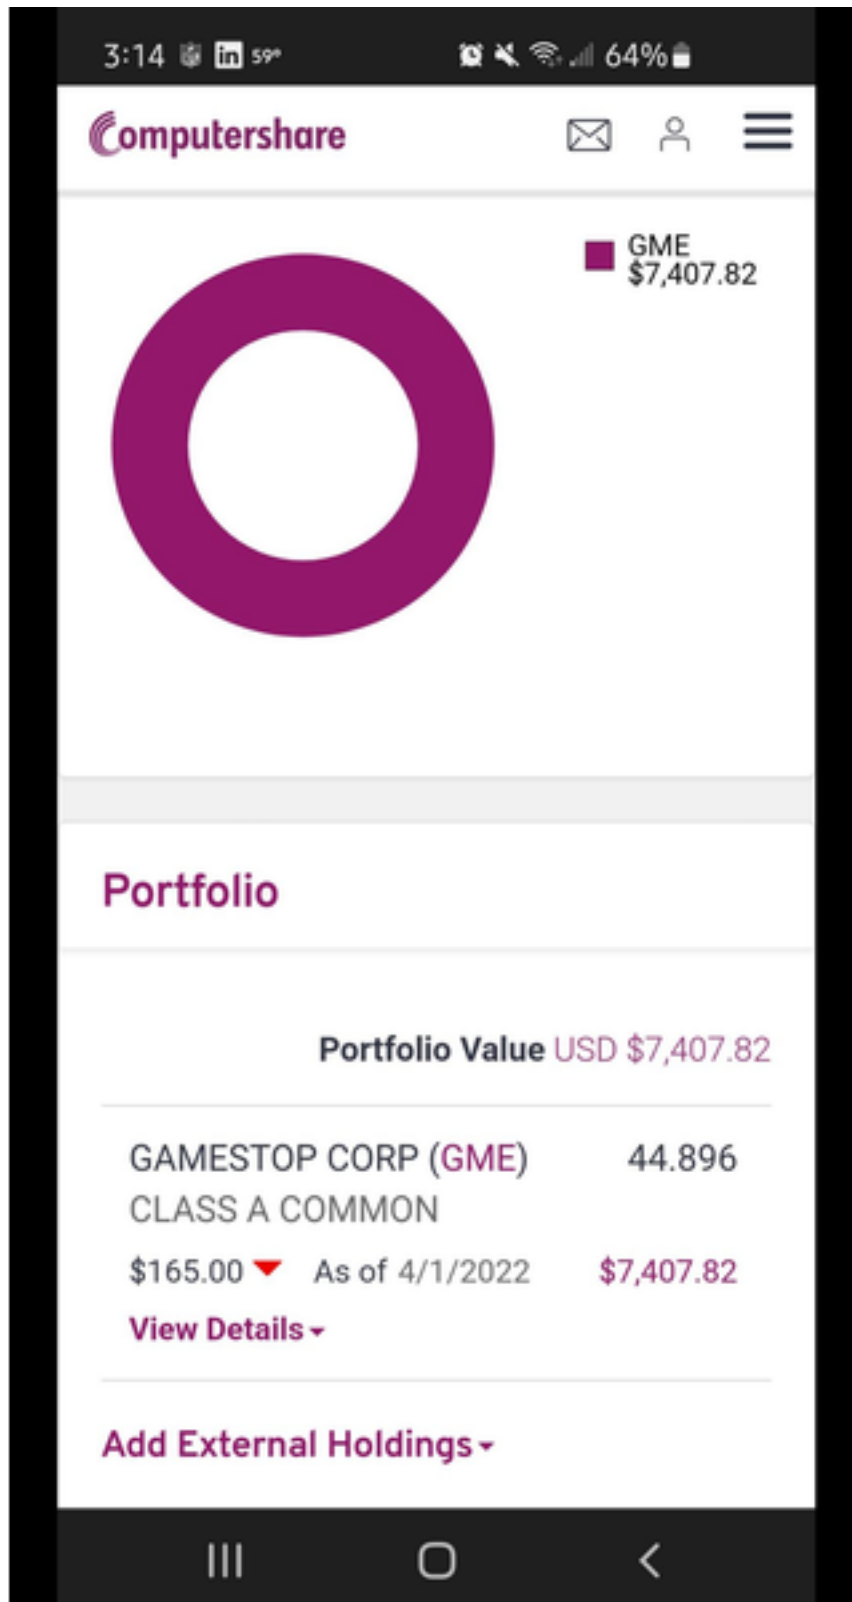 3:14 in 59° 64%
Computershare
GME
$7,407.82
Portfolio
Portfolio Value USD $7,407.82
GAMESTOP CORP (GME) 44.896
CLASS A COMMON
$165.00 As of 4/1/2022 $7,407.82
View Details
Add External Holdings